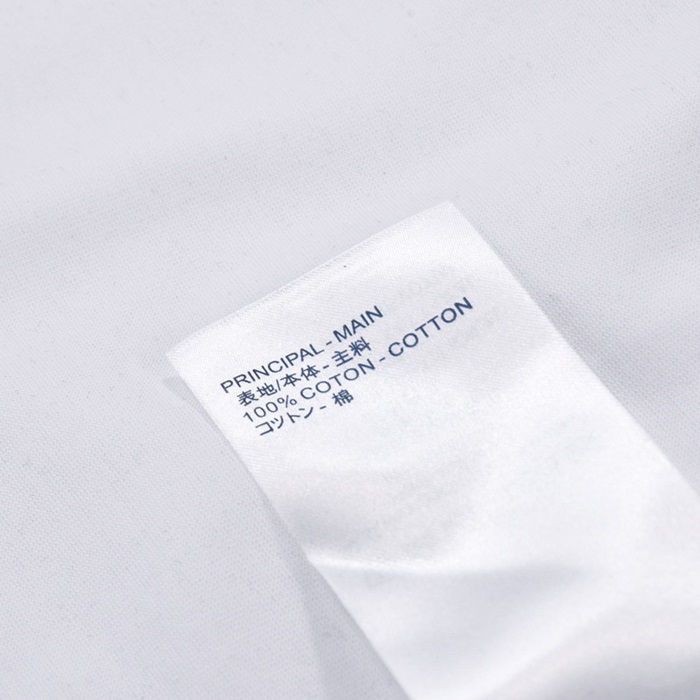 PRINCIPAL - MAIN
表地/本体 - 主料
100% COTON - COTTON
コットン - 棉